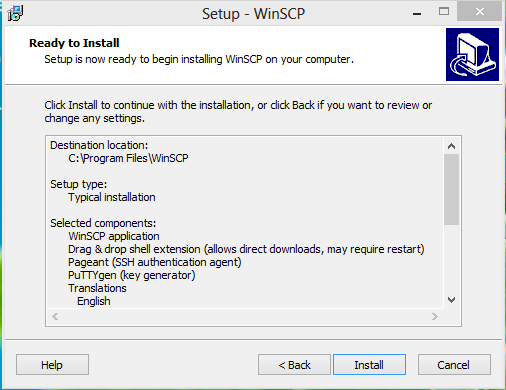 Setup - WinSCP
Ready to Install
Setup is now ready to begin installing WinSCP on your computer.
Click Install to continue with the installation, or click Back if you want to review or
change any settings.
Destination location:
C:\Program Files\WinSCP
Setup type:
Typical installation
Selected components:
WinSCP application
Drag & drop shell extension (allows direct downloads, may require restart)
Pageant (SSH authentication agent)
PuTTYgen (key generator)
Translations
English
Help
< Back
Install
Cancel